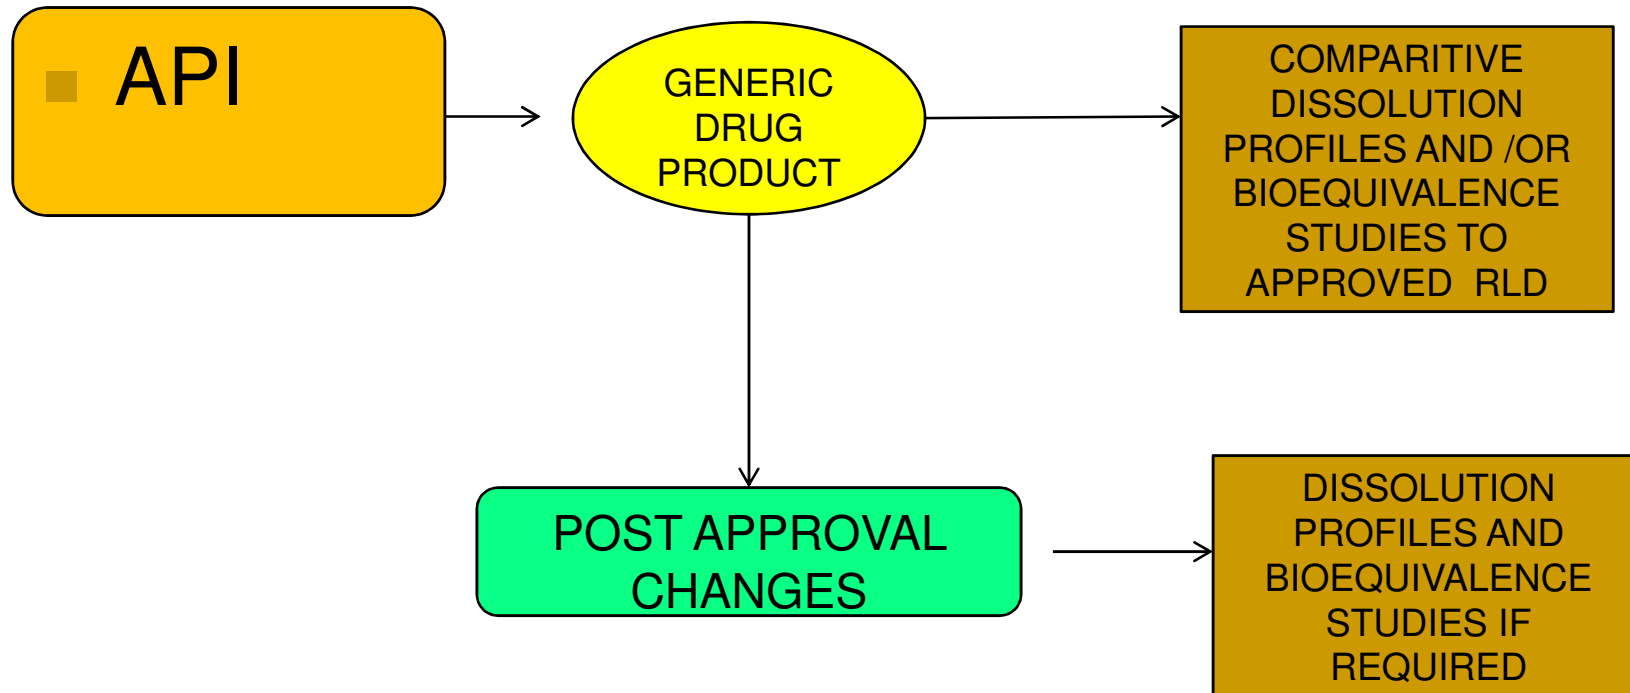 API
GENERIC
DRUG
PRODUCT
COMPARITIVE
DISSOLUTION
PROFILES AND /OR
BIOEQUIVALENCE
STUDIES TO
APPROVED RLD
POST APPROVAL
CHANGES
DISSOLUTION
PROFILES AND
BIOEQUIVALENCE
STUDIES IF
REQUIRED